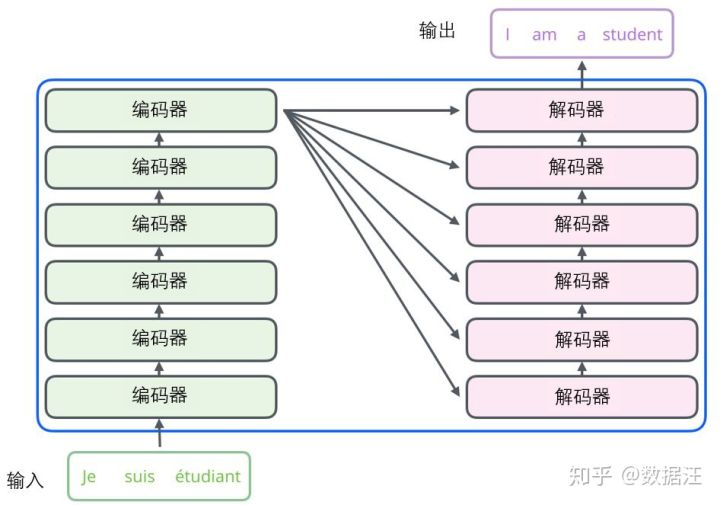 输出
I am a student
编码器
编码器
编码器
编码器
编码器
编码器
解码器
解码器
解码器
解码器
解码器
解码器
输入
Je suis étudiant
知乎 @数据汪